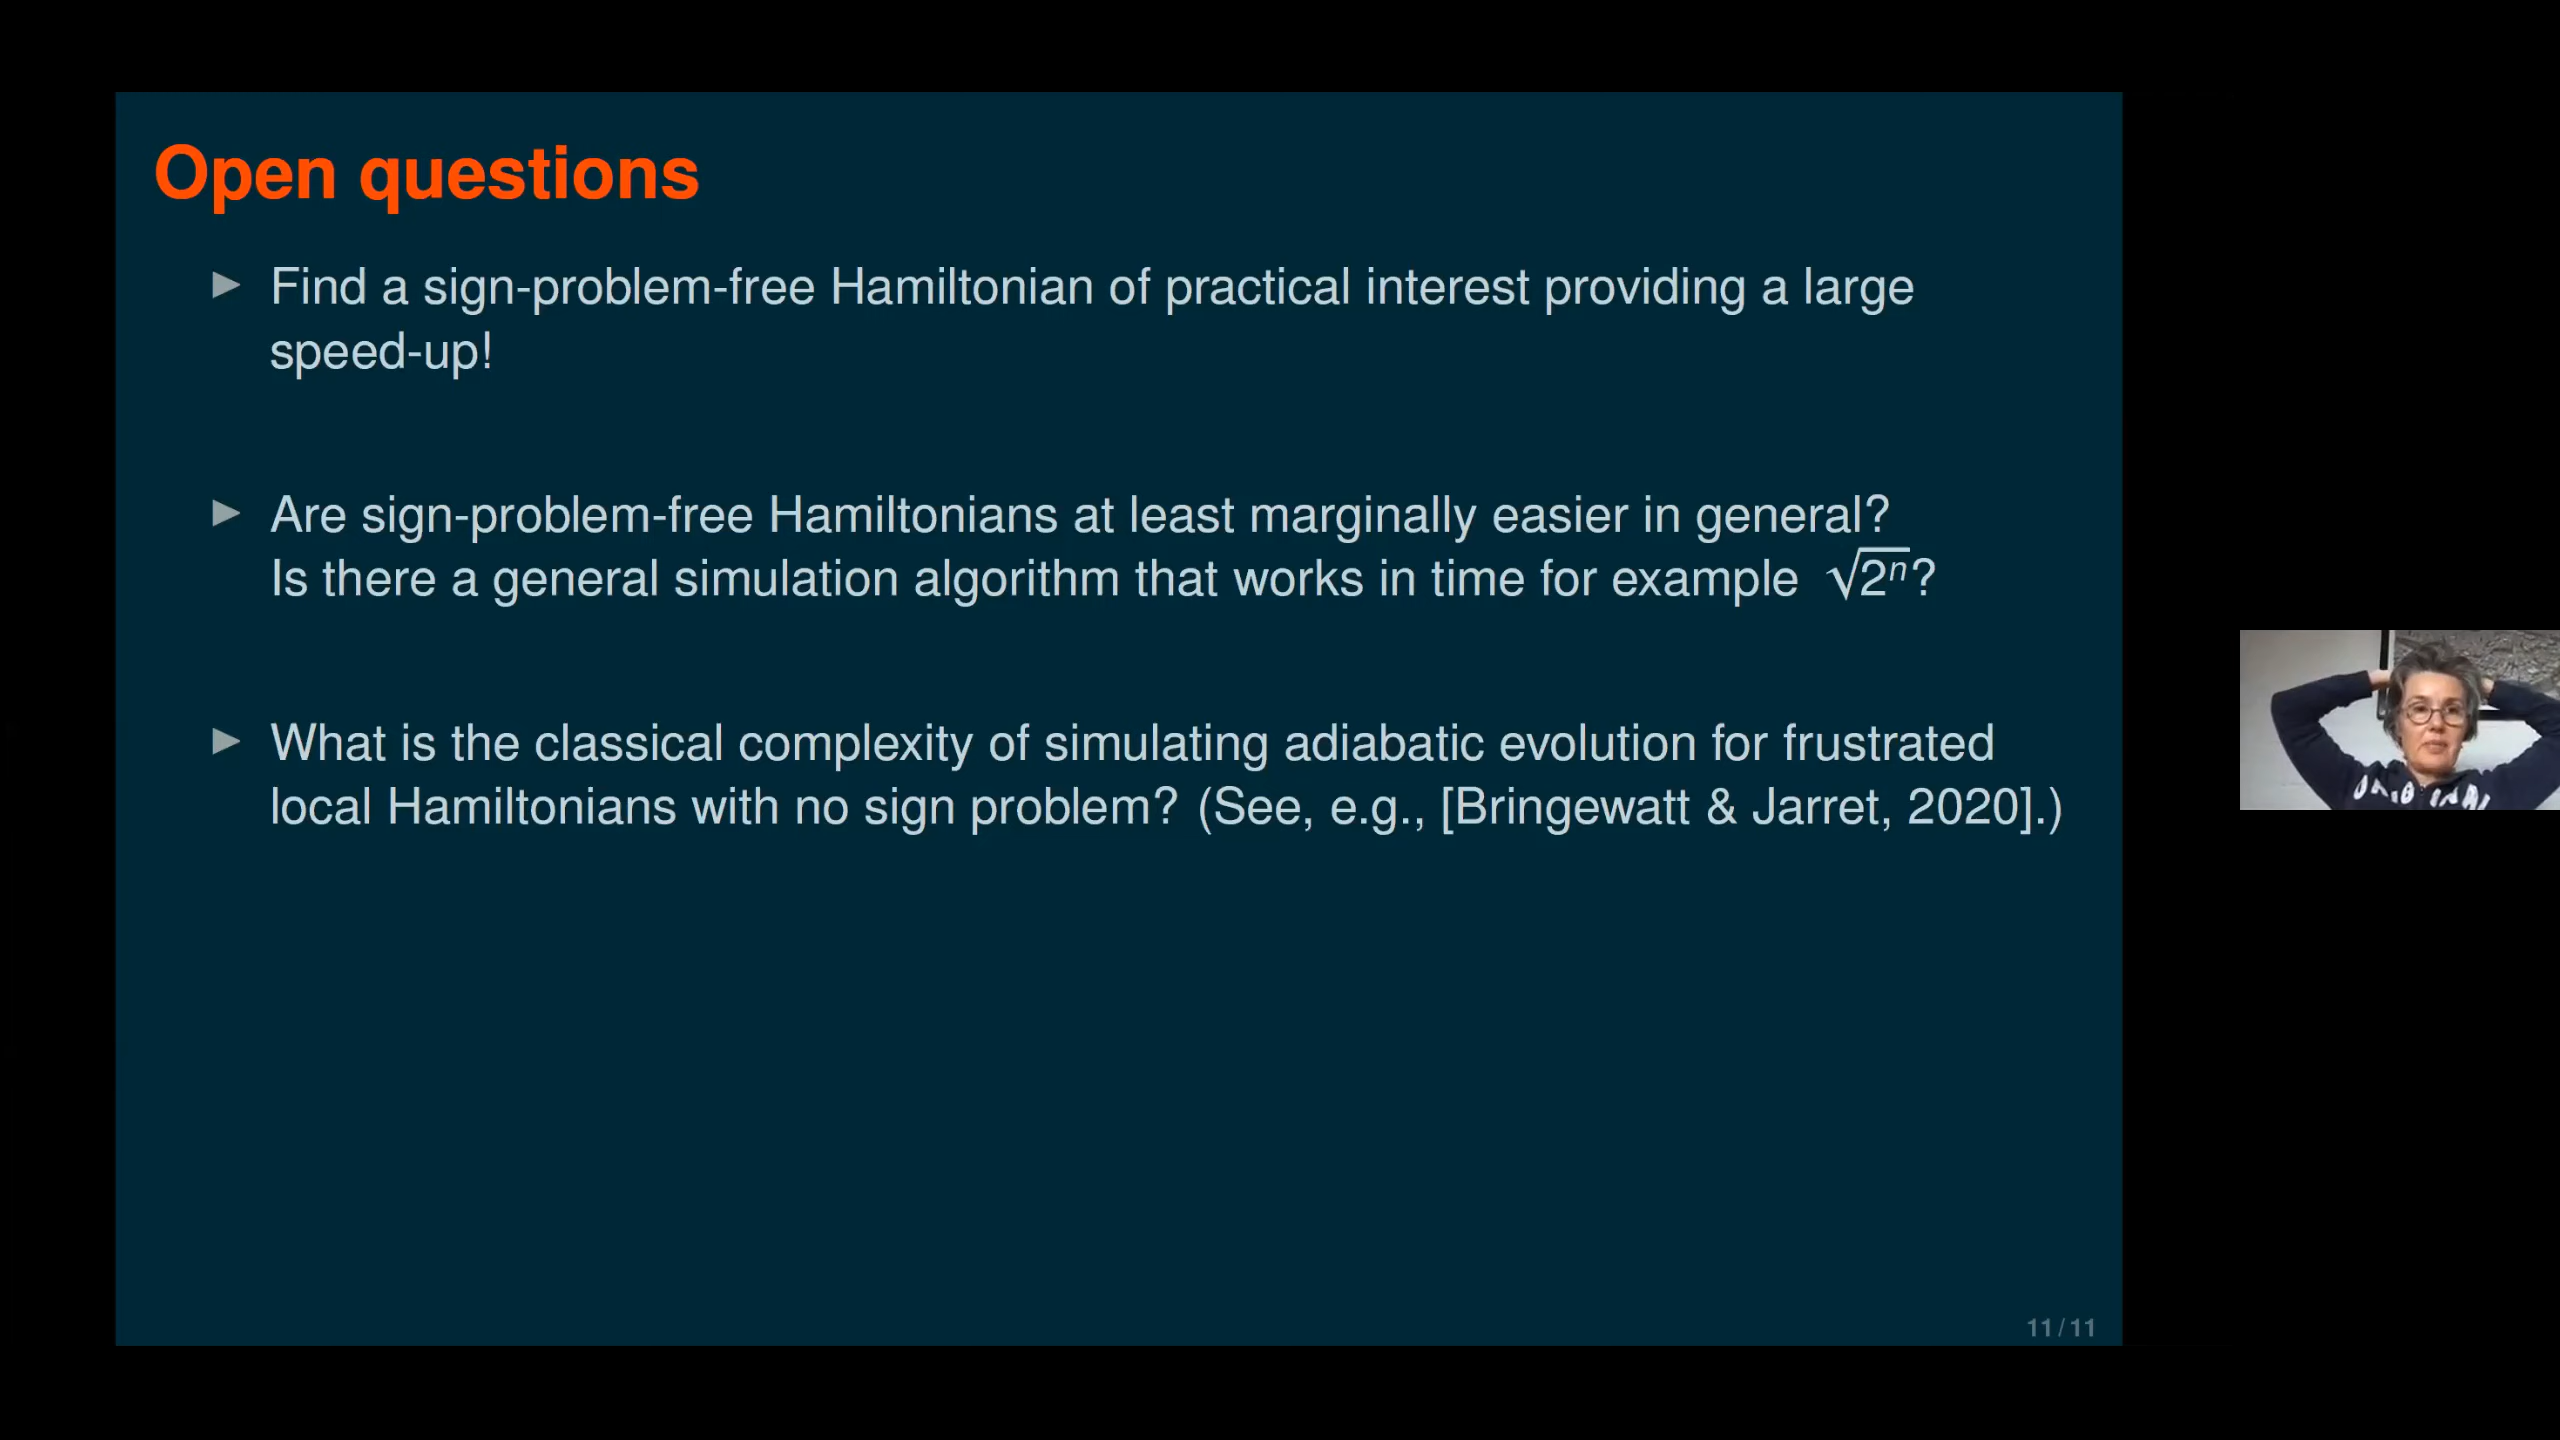 Open questions
Find a sign-problem-free Hamiltonian of practical interest providing a large
speed-up!
Are sign-problem-free Hamiltonians at least marginally easier in general?
Is there a general simulation algorithm that works in time for example √2ⁿ?
What is the classical complexity of simulating adiabatic evolution for frustrated
local Hamiltonians with no sign problem? (See, e.g., [Bringewatt & Jarret, 2020].)
11 / 11